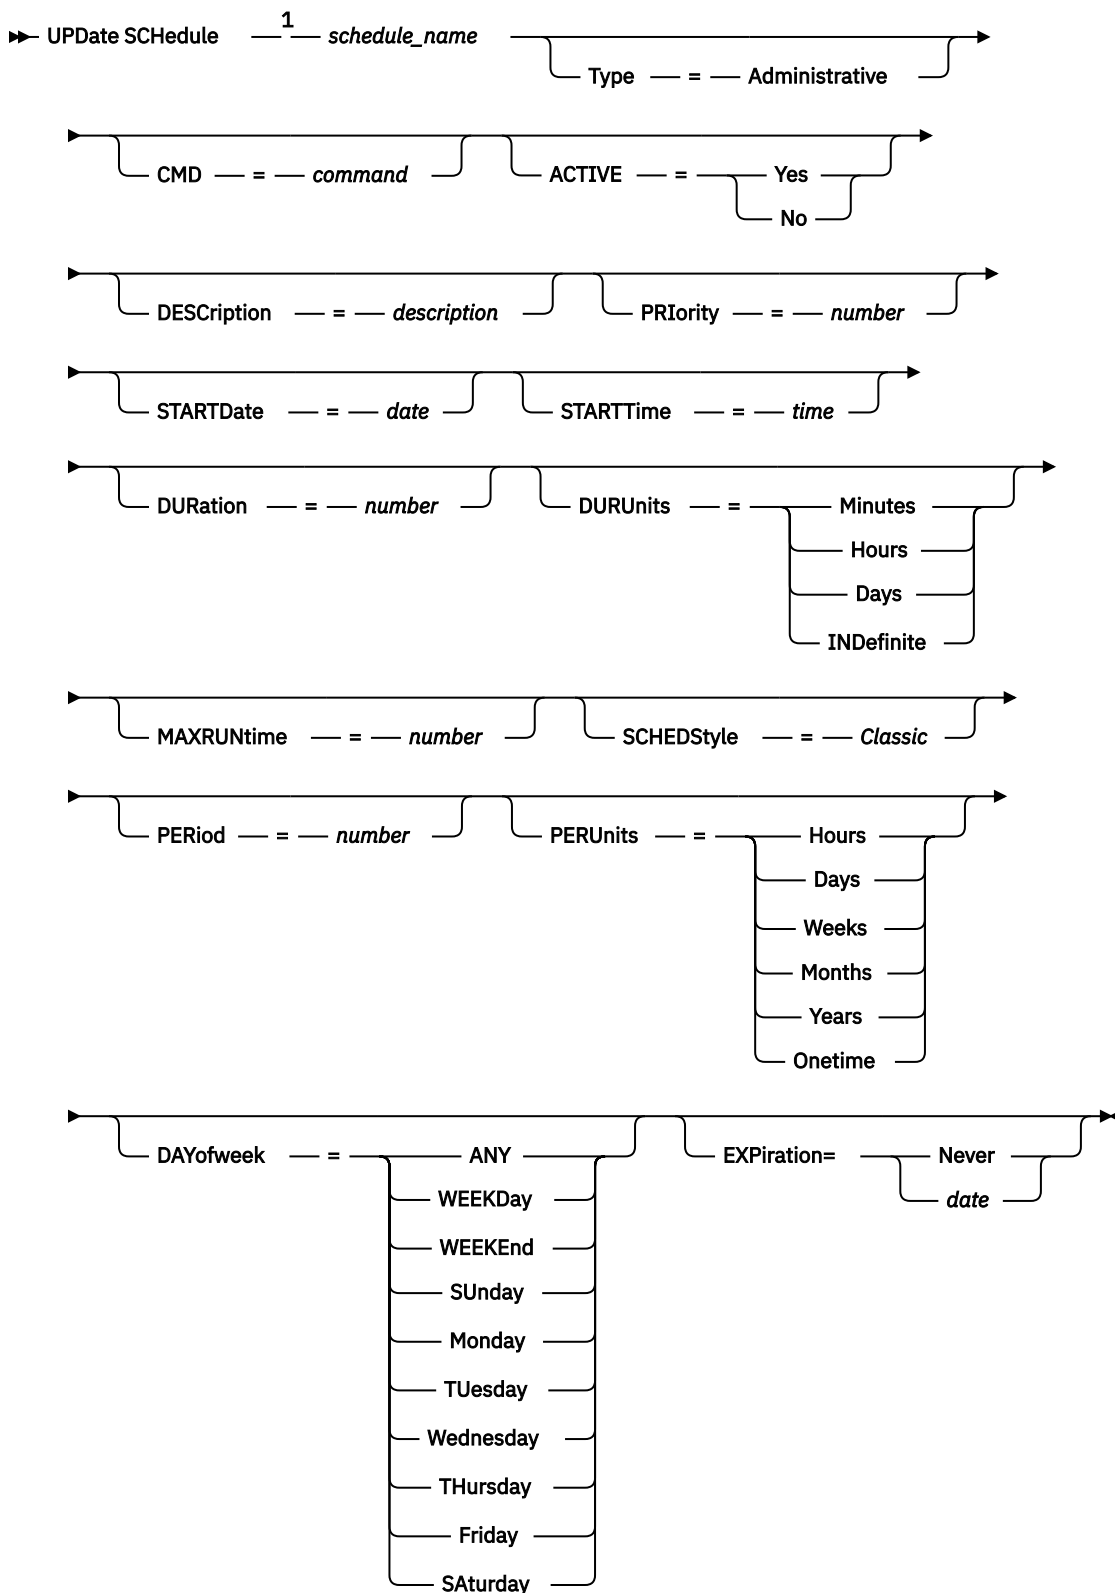 1
UPDate SCHedule schedule_name
Type = Administrative
CMD = command ACTIVE = Yes
No
DESCription = description PRIority = number
STARTDate = date STARTTime = time
DURation = number DURUnits = Minutes
Hours
Days
INDefinite
MAXRUNtime = number SCHEDStyle = Classic
PERiod = number PERUnits = Hours
Days
Weeks
Months
Years
Onetime
DAYofweek = ANY EXPiration= Never
WEEKDay date
WEEKEnd
SUnday
Monday
TUesday
Wednesday
THursday
Friday
SAturday